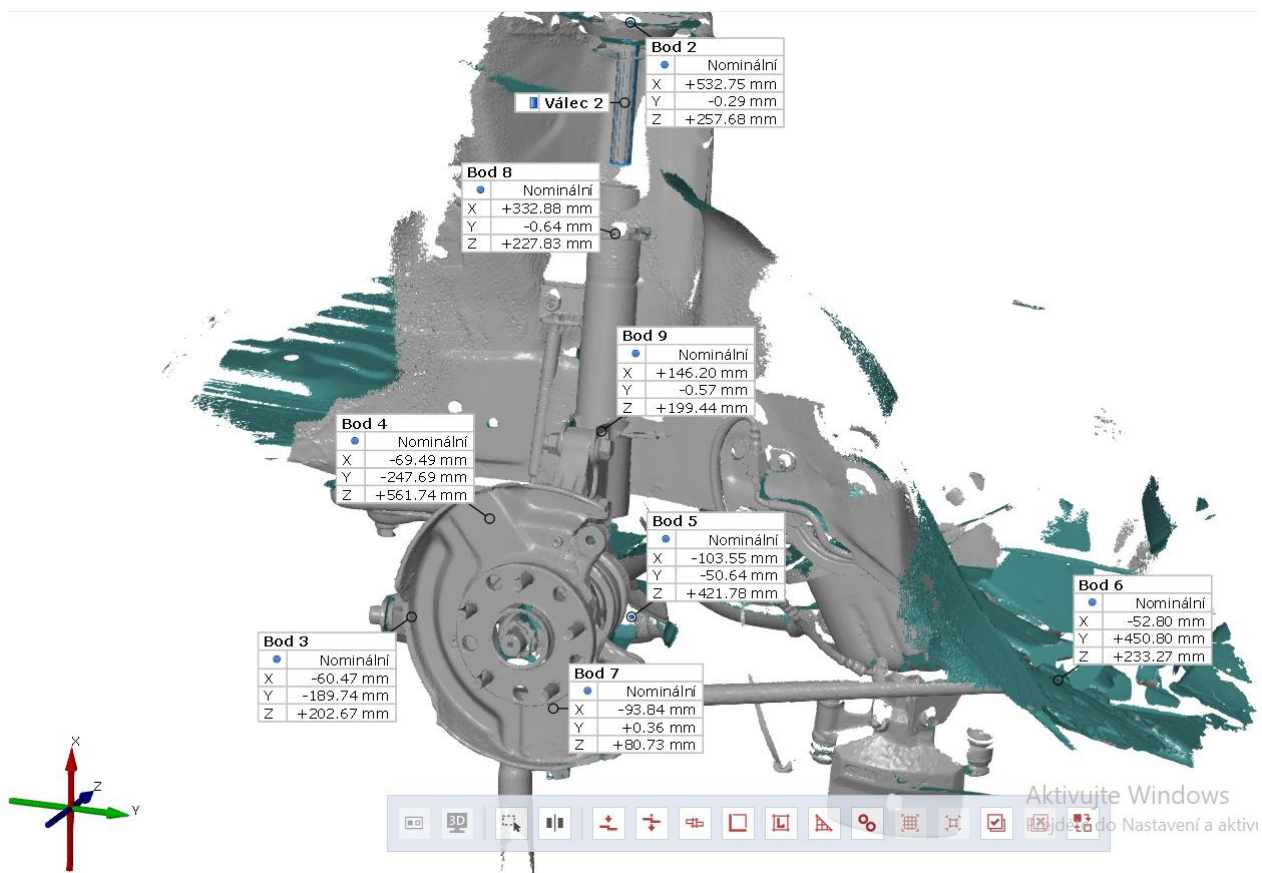 Bod 2
Nominální
X +532.75 mm
Y -0.29 mm
Z +257.68 mm
Válec 2
Bod 8
Nominální
X +332.88 mm
Y -0.64 mm
Z +227.83 mm
Bod 9
Nominální
X +146.20 mm
Y -0.57 mm
Z +199.44 mm
Bod 4
Nominální
X -69.49 mm
Y -247.69 mm
Z +561.74 mm
Bod 5
Nominální
X -103.55 mm
Y -50.64 mm
Z +421.78 mm
Bod 6
Nominální
X -52.80 mm
Y +450.80 mm
Z +233.27 mm
Bod 3
Nominální
X -60.47 mm
Y -189.74 mm
Z +202.67 mm
Bod 7
Nominální
X -93.84 mm
Y +0.36 mm
Z +80.73 mm
X
Z
Y
3D
Aktivujte Windows
do Nastavení a aktivu